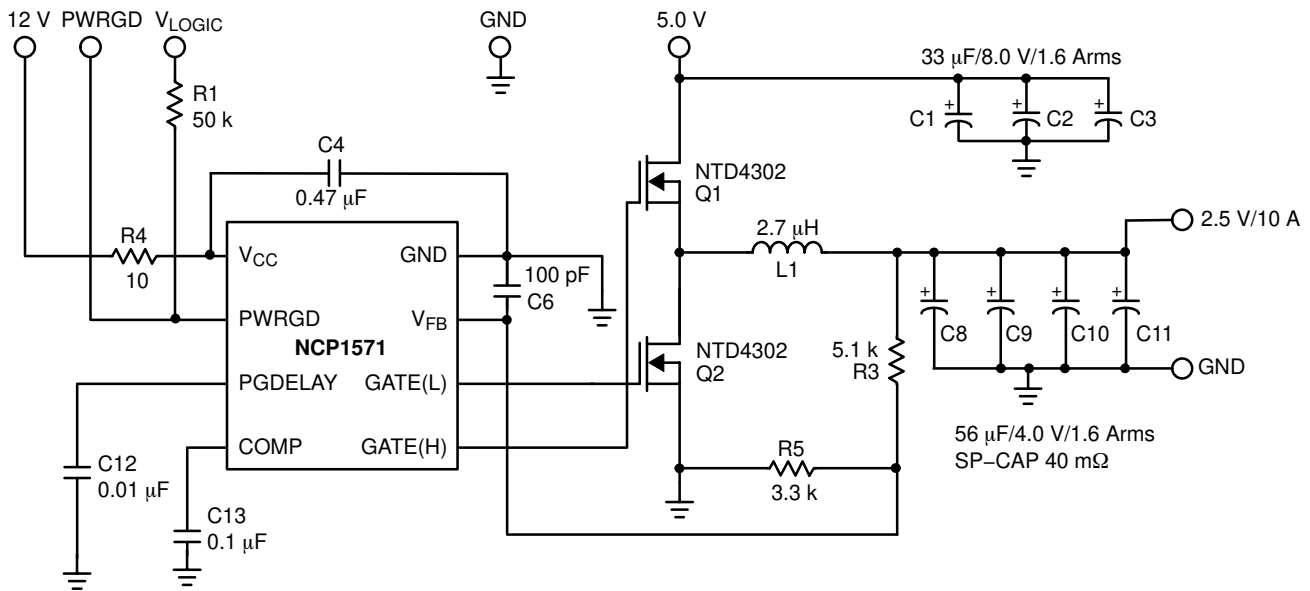 12 V PWRGD VLOGIC GND 5.0 V
33 μF/8.0 V/1.6 Arms
R1
50 k
C1 + C2 + C3 +
C4
0.47 μF
NTD4302
Q1
2.5 V/10 A
R4
10
VCC GND
100 pF
C6
2.7 μH
L1
PWRGD VFB
NCP1571
C8 + C9 + C10 + C11 +
NTD4302
Q2
5.1 k
R3
GND
PGDELAY GATE(L)
COMP GATE(H)
56 μF/4.0 V/1.6 Arms
SP–CAP 40 mΩ
R5
3.3 k
C12
0.01 μF
C13
0.1 μF